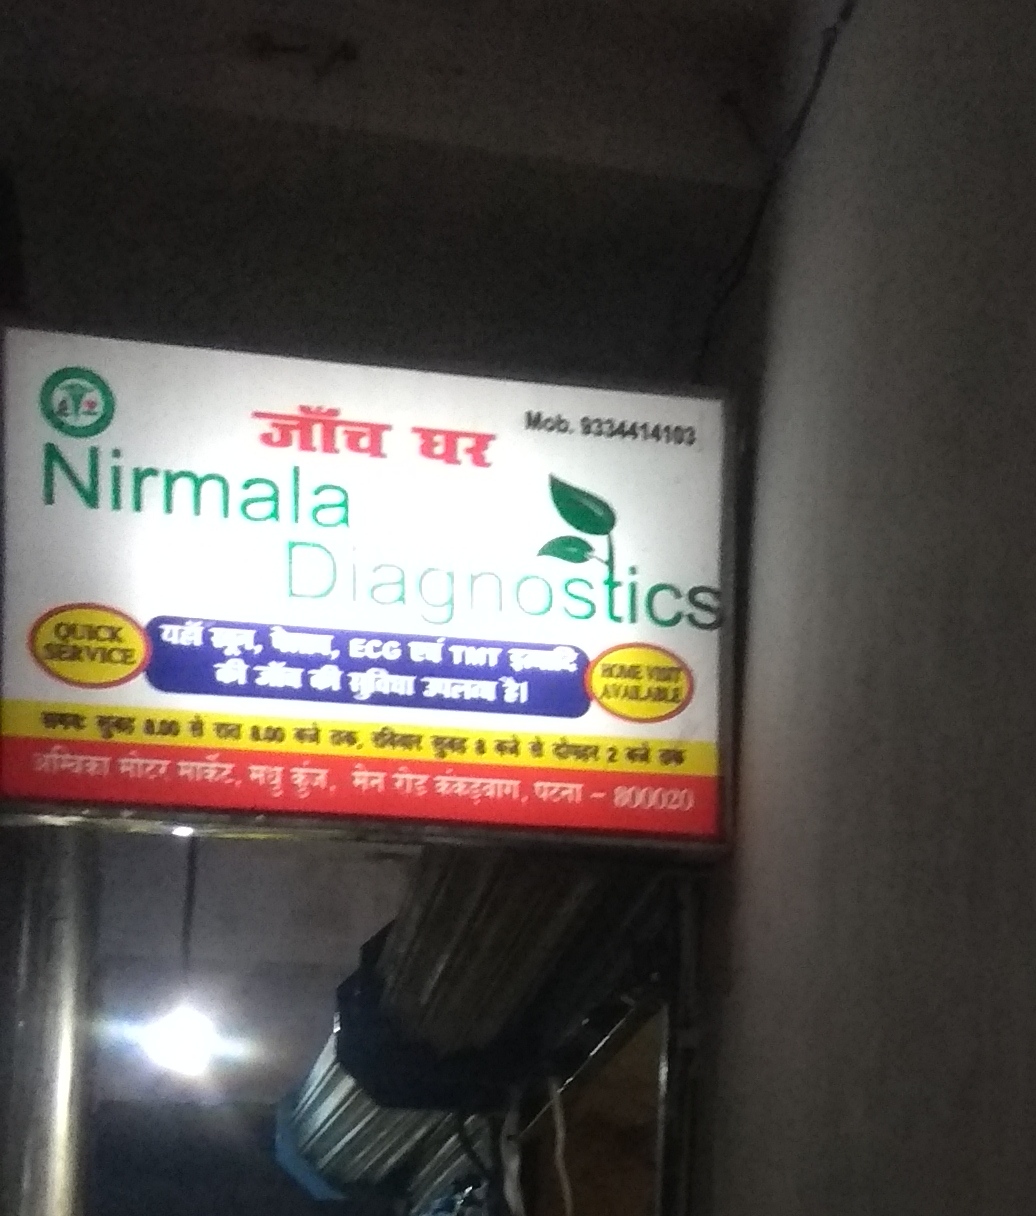 जाँच घर
Mob. 9334414103
Nirmala
Diagnostics
QUICK
SERVICE
यहाँ खून, पेशाब, ECG एवं TMT इत्यादि
की जाँच की सुविधा उपलब्ध है।
HOME VISIT
AVAILABLE
समयः सुबह 8.00 से रात 8.00 बजे तक, रविवार सुबह 8 बजे से दोपहर 2 बजे तक
अम्बिका मोटर मार्केट, मधु कुंज, मेन रोड कंकड़बाग, पटना - 800020